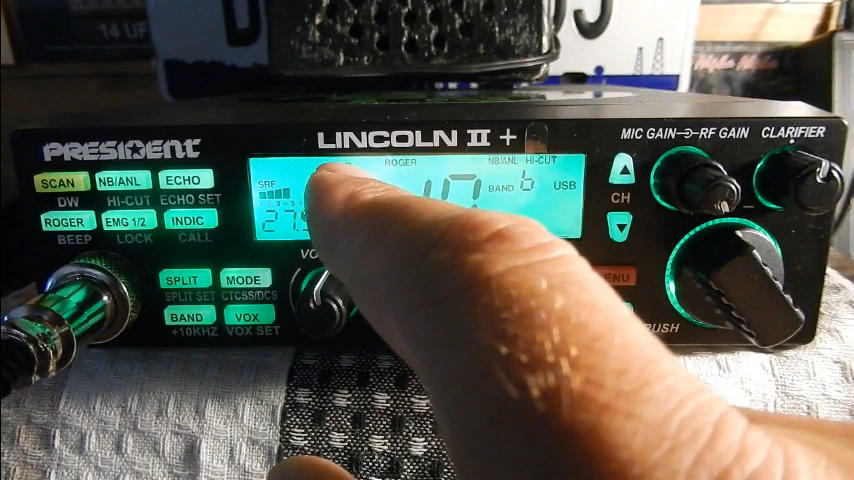 14 UF
PRESIDENT
LINCOLN II +
MIC GAIN RF GAIN CLARIFIER
SCAN NB/ANL ECHO
DW HI-CUT ECHO SET
ROGER EMG 1/2 INDIC
BEEP LOCK CALL
SRF
ROGER
NB/ANL HI-CUT
BAND b USB
CH
SPLIT MODE
SPLIT SET CTCSS/DCS
BAND VOX
+10KHZ VOX SET